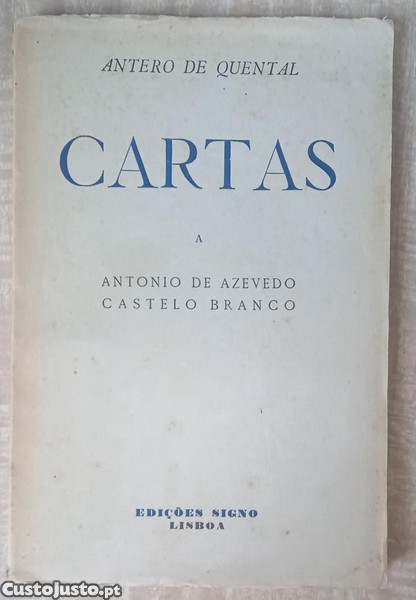 ANTERO DE QUENTAL
CARTAS
A
ANTONIO DE AZEVEDO
CASTELO BRANCO
EDIÇÕES SIGNO
LISBOA
CustoJusto.pt